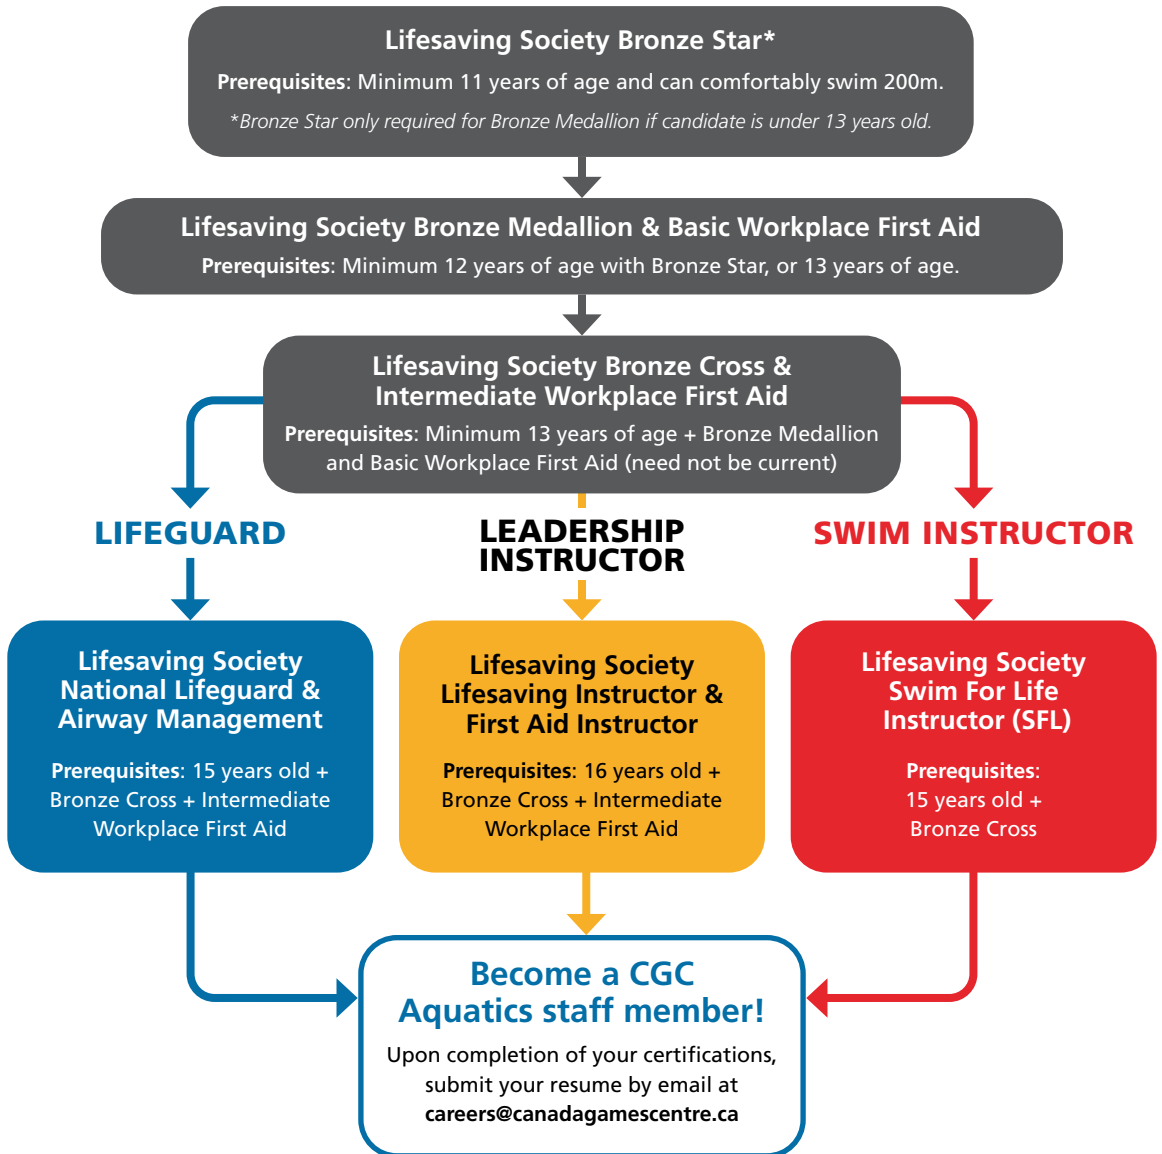 Lifesaving Society Bronze Star*
Prerequisites: Minimum 11 years of age and can comfortably swim 200m.
*Bronze Star only required for Bronze Medallion if candidate is under 13 years old.
Lifesaving Society Bronze Medallion & Basic Workplace First Aid
Prerequisites: Minimum 12 years of age with Bronze Star, or 13 years of age.
Lifesaving Society Bronze Cross &
Intermediate Workplace First Aid
Prerequisites: Minimum 13 years of age + Bronze Medallion
and Basic Workplace First Aid (need not be current)
LIFEGUARD
LEADERSHIP
INSTRUCTOR
SWIM INSTRUCTOR
Lifesaving Society
National Lifeguard &
Airway Management
Prerequisites: 15 years old +
Bronze Cross + Intermediate
Workplace First Aid
Lifesaving Society
Lifesaving Instructor &
First Aid Instructor
Prerequisites: 16 years old +
Bronze Cross + Intermediate
Workplace First Aid
Lifesaving Society
Swim For Life
Instructor (SFL)
Prerequisites:
15 years old +
Bronze Cross
Become a CGC
Aquatics staff member!
Upon completion of your certifications,
submit your resume by email at
careers@canadagamescentre.ca